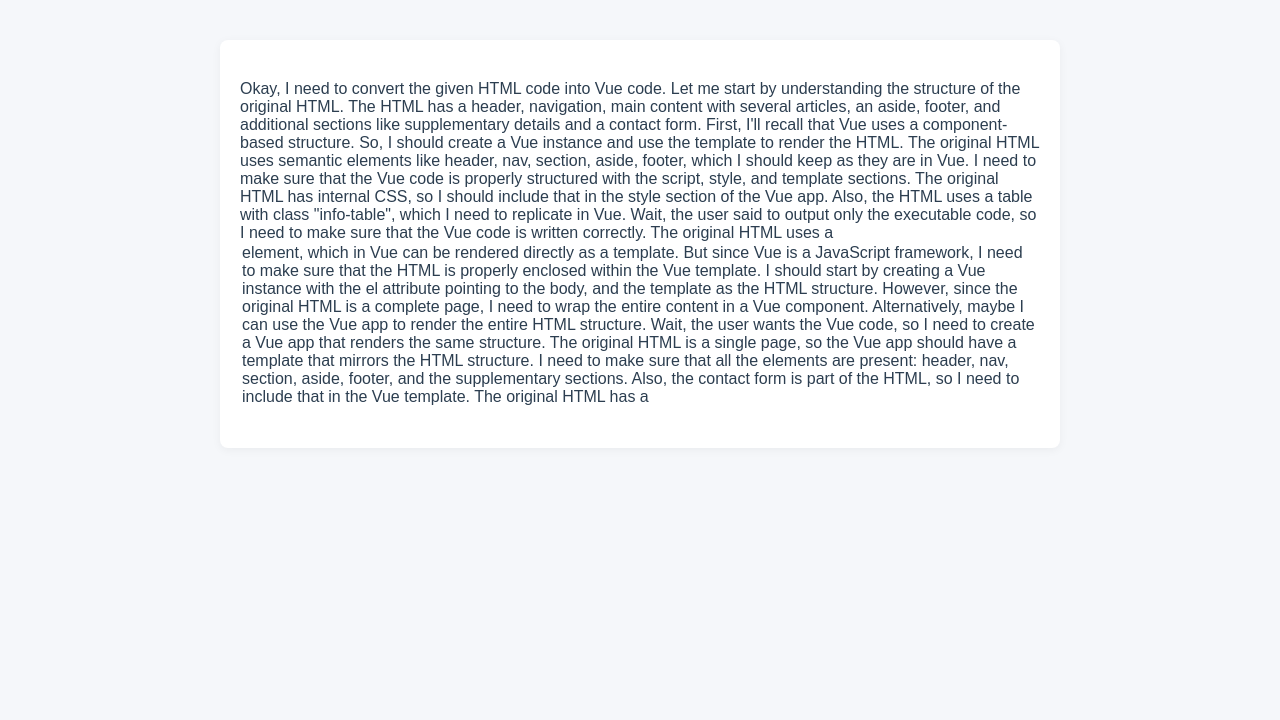 Okay, I need to convert the given HTML code into Vue code. Let me start by understanding the structure of the
original HTML. The HTML has a header, navigation, main content with several articles, an aside, footer, and
additional sections like supplementary details and a contact form. First, I'll recall that Vue uses a component-
based structure. So, I should create a Vue instance and use the template to render the HTML. The original HTML
uses semantic elements like header, nav, section, aside, footer, which I should keep as they are in Vue. I need to
make sure that the Vue code is properly structured with the script, style, and template sections. The original
HTML has internal CSS, so I should include that in the style section of the Vue app. Also, the HTML uses a table
with class "info-table", which I need to replicate in Vue. Wait, the user said to output only the executable code, so
I need to make sure that the Vue code is written correctly. The original HTML uses a
element, which in Vue can be rendered directly as a template. But since Vue is a JavaScript framework, I need
to make sure that the HTML is properly enclosed within the Vue template. I should start by creating a Vue
instance with the el attribute pointing to the body, and the template as the HTML structure. However, since the
original HTML is a complete page, I need to wrap the entire content in a Vue component. Alternatively, maybe I
can use the Vue app to render the entire HTML structure. Wait, the user wants the Vue code, so I need to create
a Vue app that renders the same structure. The original HTML is a single page, so the Vue app should have a
template that mirrors the HTML structure. I need to make sure that all the elements are present: header, nav,
section, aside, footer, and the supplementary sections. Also, the contact form is part of the HTML, so I need to
include that in the Vue template. The original HTML has a